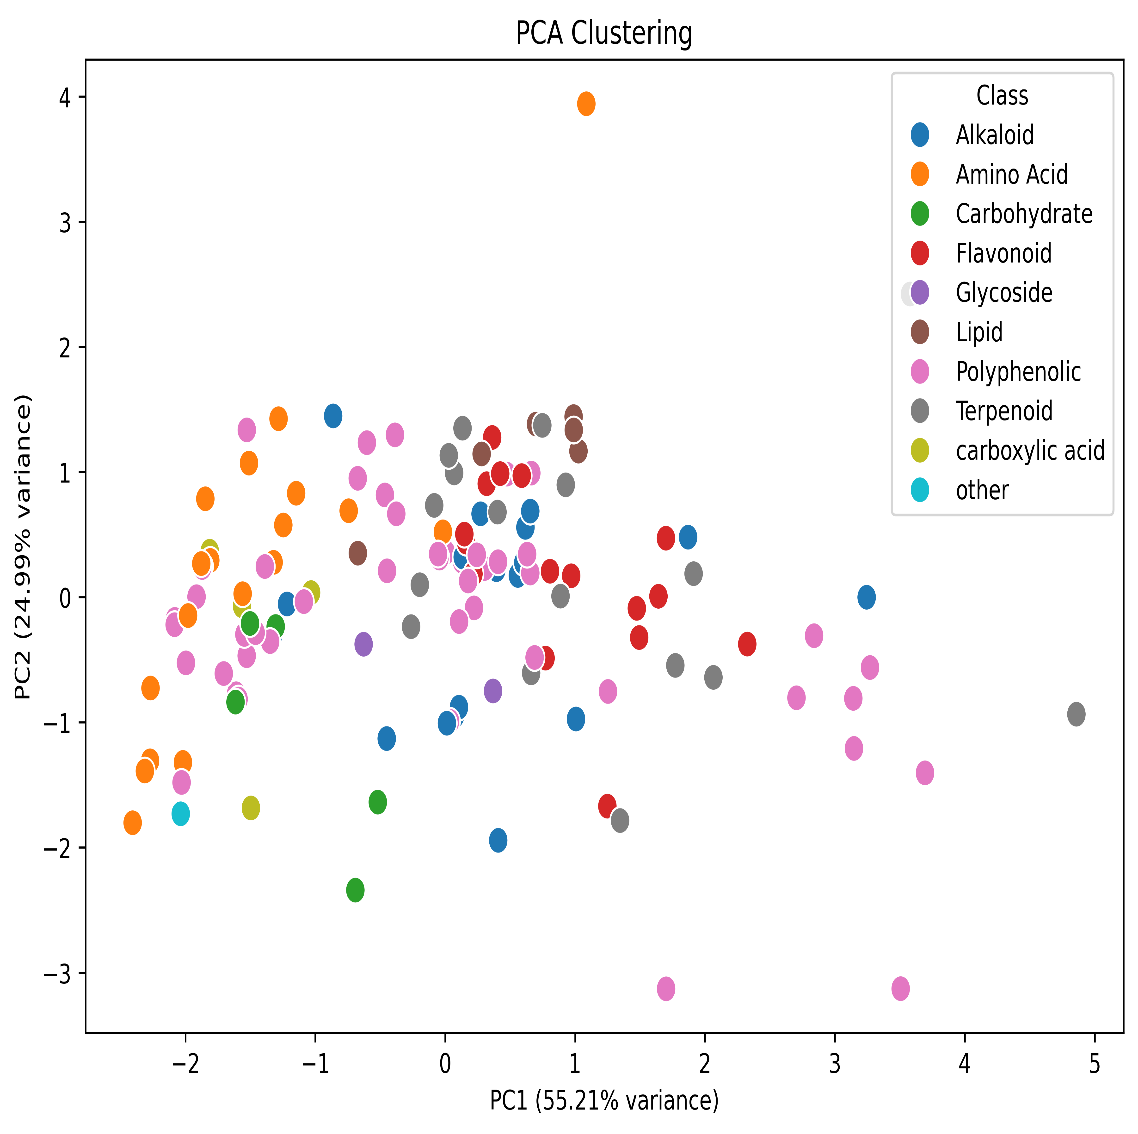 PCA Clustering
Class
Alkaloid
Amino Acid
Carbohydrate
Flavonoid
Glycoside
Lipid
Polyphenolic
Terpenoid
carboxylic acid
other
4
3
2
1
0
−1
−2
−3
PC2 (24.99% variance)
−2 −1 0 1 2 3 4 5
PC1 (55.21% variance)